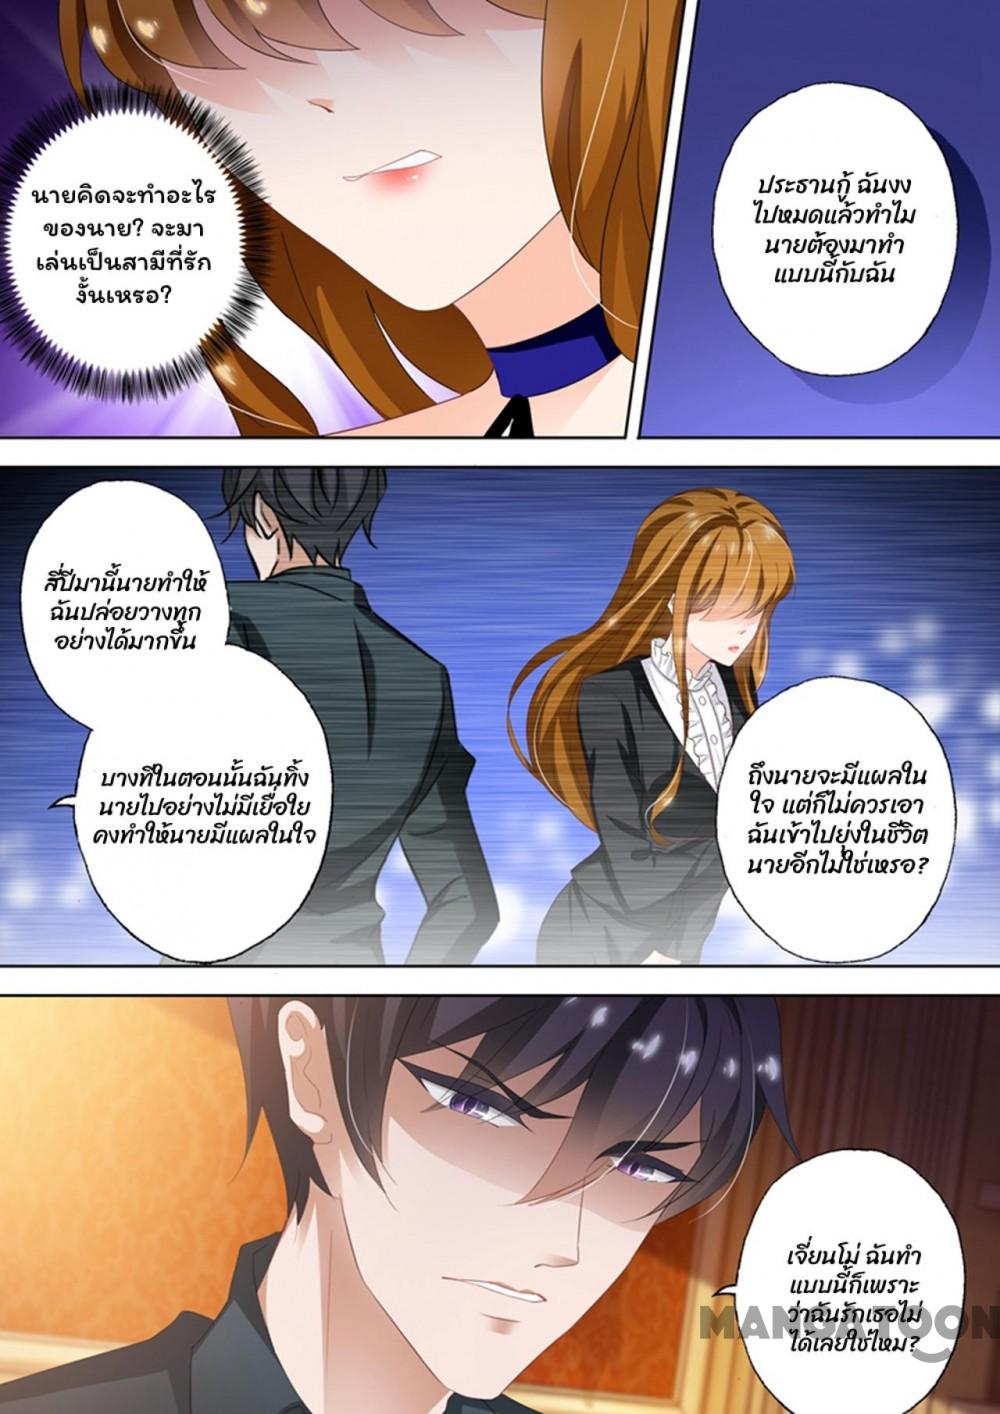 นายคิดจะทำอะไร
ของนาย? จะมา
เล่นเป็นสามีที่รัก
งั้นเหรอ?
ประธานกู้ ฉันงง
ไปหมดแล้วทำไม
นายต้องมาทำ
แบบนี้กับฉัน
สี่ปีมานี้นายทำให้
ฉันปล่อยวางทุก
อย่างได้มากขึ้น
บางทีในตอนนั้นฉันทิ้ง
นายไปอย่างไม่มีเยื่อใย
คงทำให้นายมีแผลในใจ
ถึงนายจะมีแผลใน
ใจ แต่ก็ไม่ควรเอา
ฉันเข้าไปยุ่งในชีวิต
นายอีกไม่ใช่เหรอ?
เจี่ยนโม่ ฉันทำ
แบบนี้ก็เพราะ
ว่าฉันรักเธอไม่
ได้เลยใช่ไหม?
MANGATOON